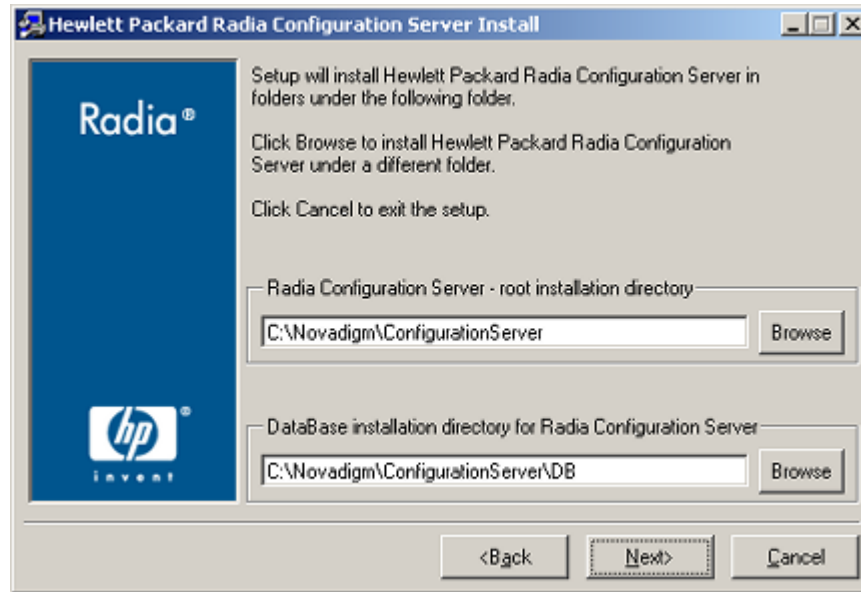 Hewlett Packard Radia Configuration Server Install
Radia®
Setup will install Hewlett Packard Radia Configuration Server in
folders under the following folder.
Click Browse to install Hewlett Packard Radia Configuration
Server under a different folder.
Click Cancel to exit the setup.
Radia Configuration Server - root installation directory
C:\Novadigm\ConfigurationServer
Browse
DataBase installation directory for Radia Configuration Server
C:\Novadigm\ConfigurationServer\DB
Browse
hp®
invent
<Back
Next>
Cancel